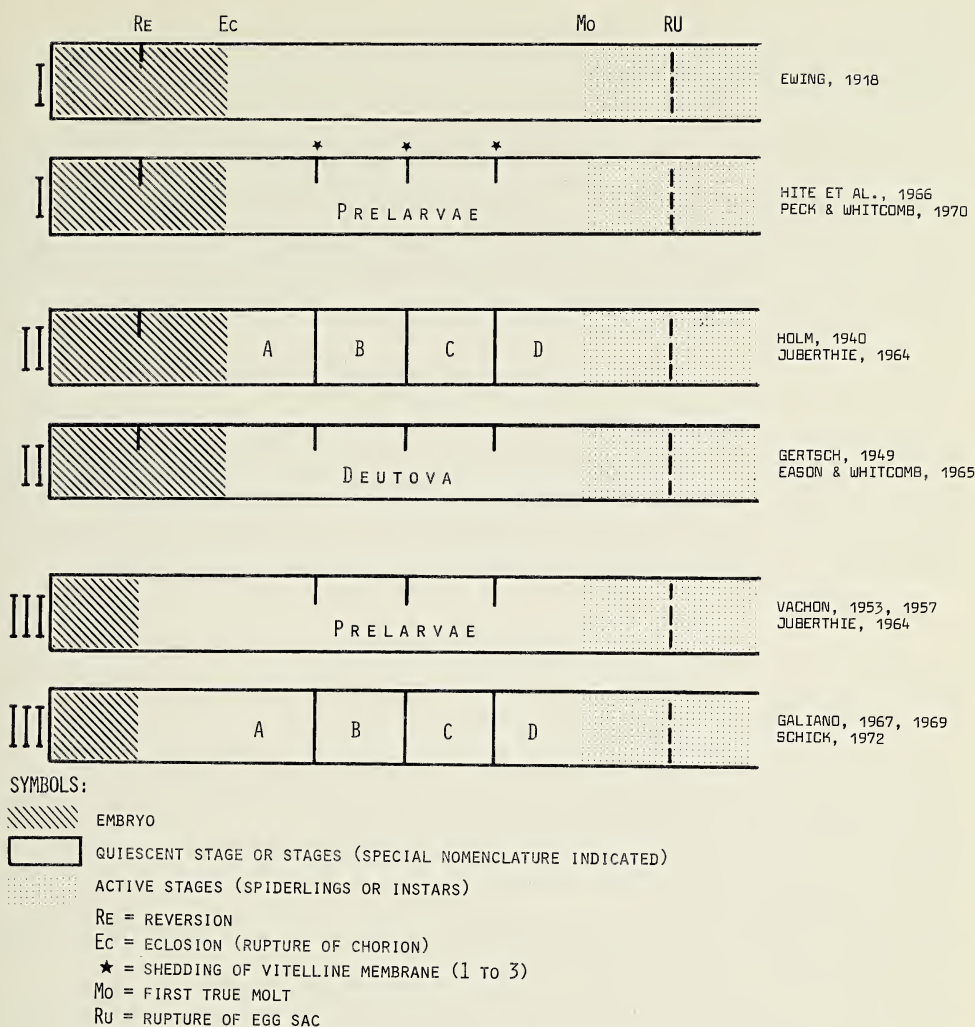 RE EC MO RU
I EWING, 1918
★ ★ ★
I PRELARVAE HITE ET AL., 1966
PECK & WHITCOMB, 1970
II A B C D HOLM, 1940
JUBERTHIE, 1964
II DEUTOVA GERTSCH, 1949
EASON & WHITCOMB, 1965
III PRELARVAE VACHON, 1953, 1957
JUBERTHIE, 1964
III A B C D GALIANO, 1967, 1969
SCHICK, 1972
SYMBOLS:
EMBRYO
QUIESCENT STAGE OR STAGES (SPECIAL NOMENCLATURE INDICATED)
ACTIVE STAGES (SPIDERLINGS OR INSTARS)
RE = REVERSION
EC = ECLOSION (RUPTURE OF CHORION)
★ = SHEDDING OF VITELLINE MEMBRANE (1 TO 3)
MO = FIRST TRUE MOLT
RU = RUPTURE OF EGG SAC